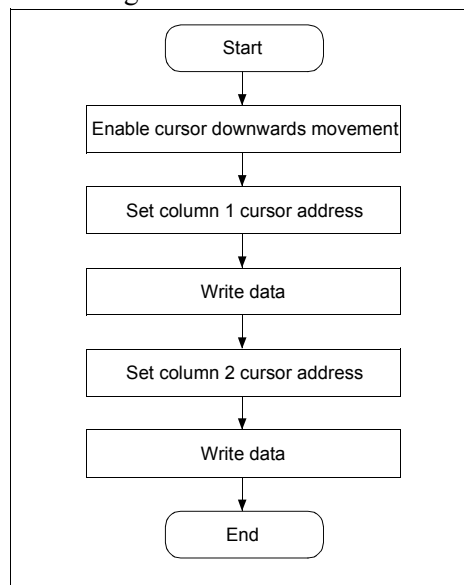 Start
Enable cursor downwards movement
Set column 1 cursor address
Write data
Set column 2 cursor address
Write data
End